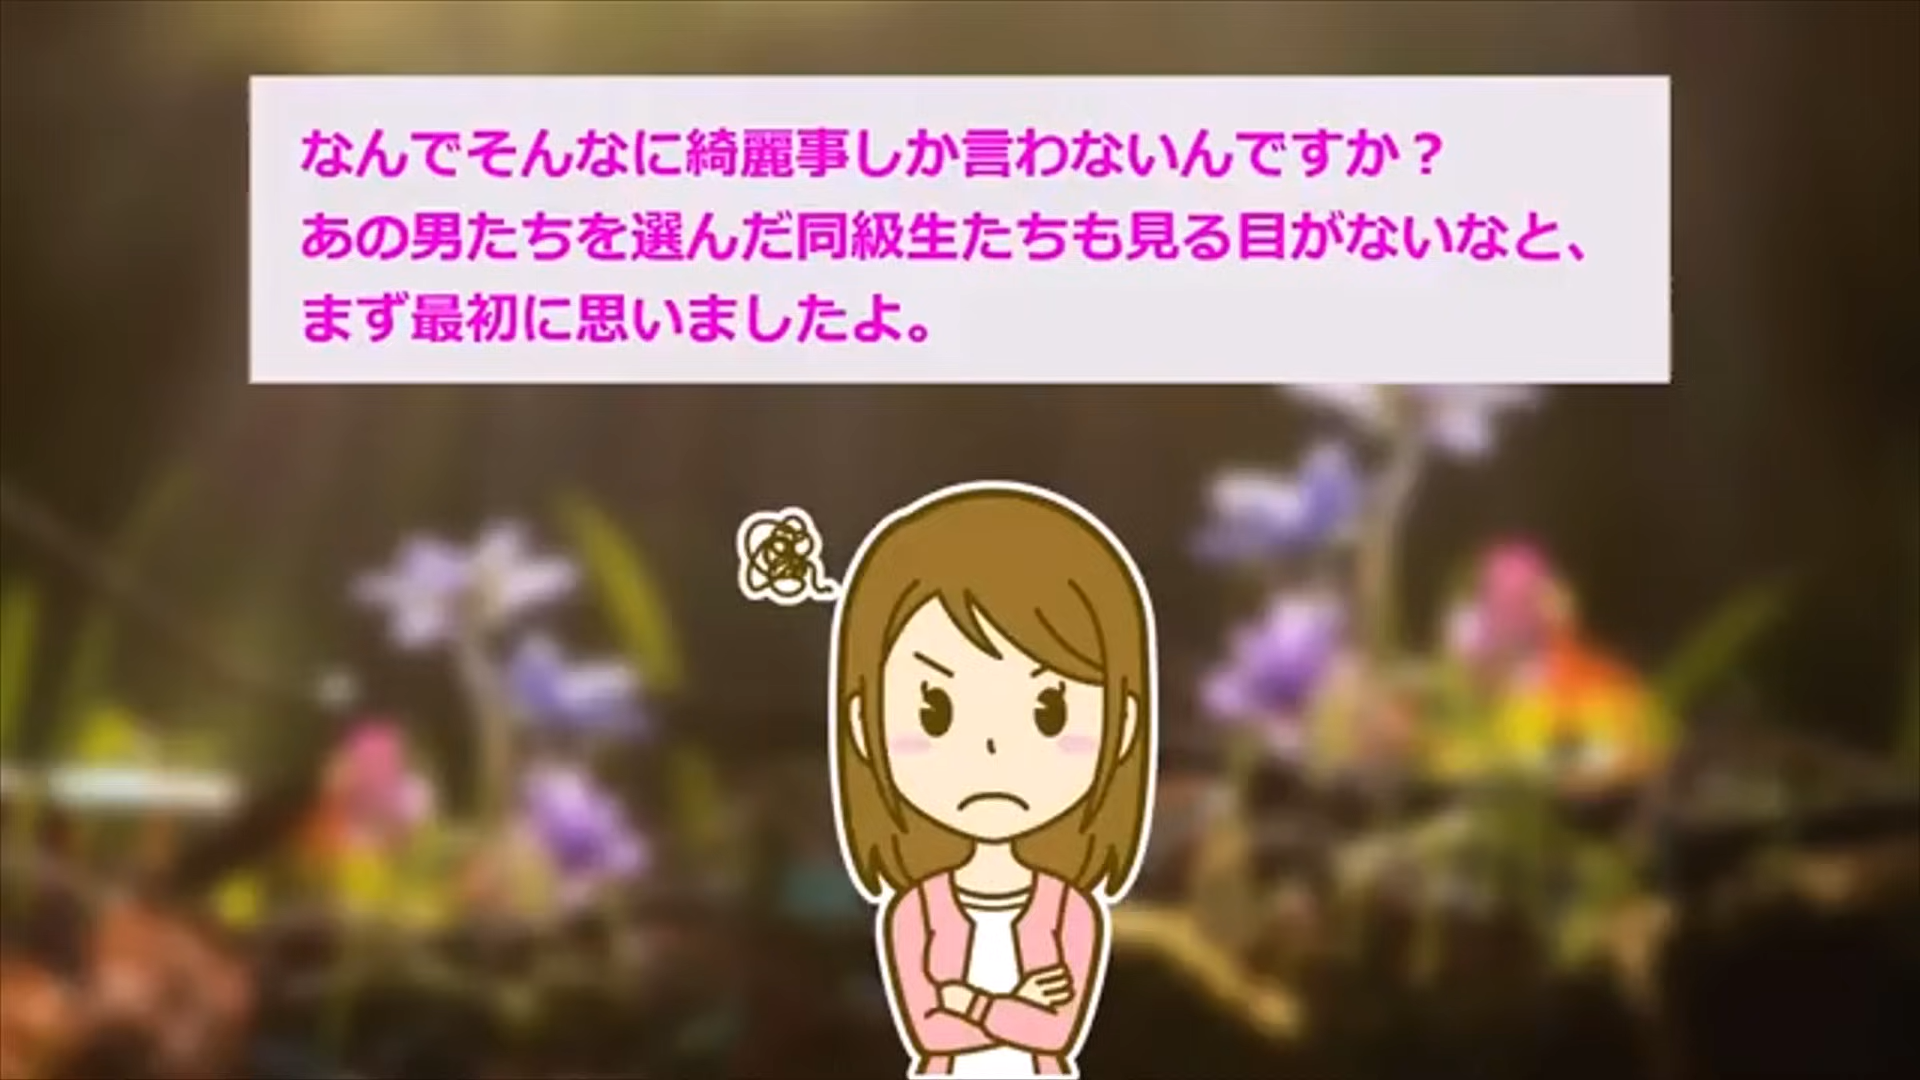 なんでそんなに綺麗事しか言わないんですか？
あの男たちを選んだ同級生たちも見る目がないなと、
まず最初に思いましたよ。